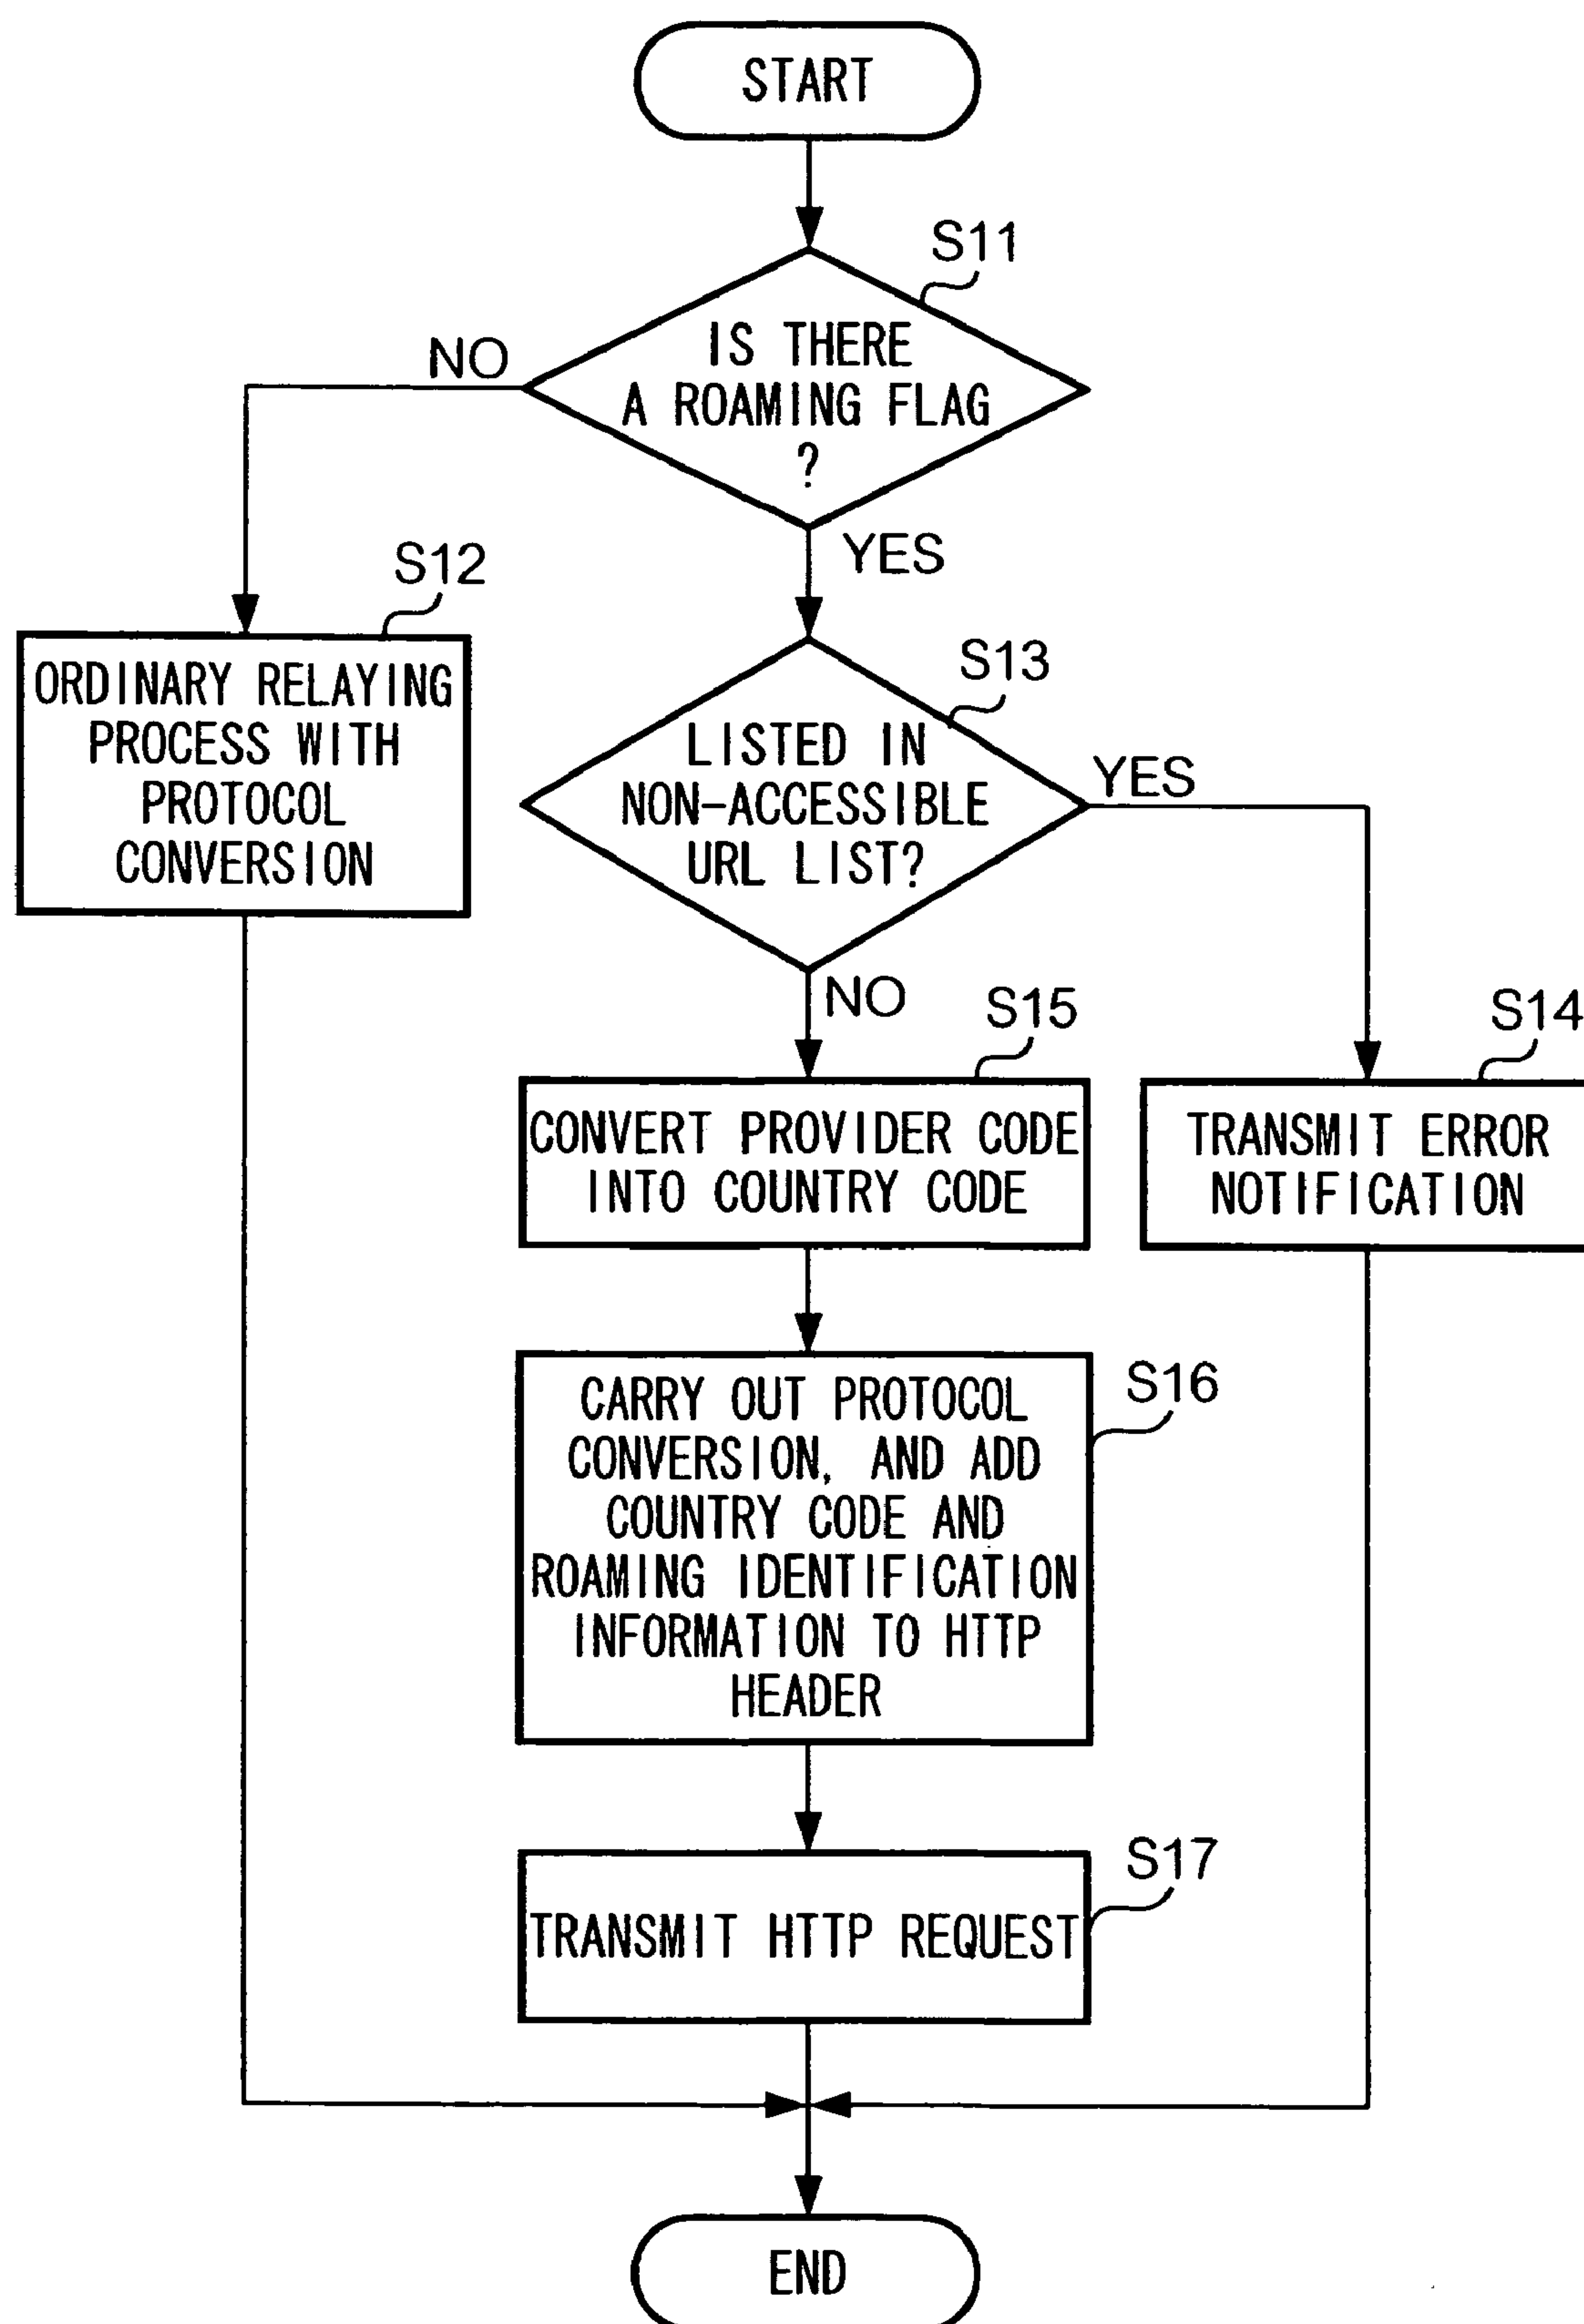 START
S11
IS THERE
A ROAMING FLAG
?
NO
YES
S12
ORDINARY RELAYING
PROCESS WITH
PROTOCOL
CONVERSION
S13
LISTED IN
NON-ACCESSIBLE
URL LIST?
YES
NO
S15
CONVERT PROVIDER CODE
INTO COUNTRY CODE
S14
TRANSMIT ERROR
NOTIFICATION
S16
CARRY OUT PROTOCOL
CONVERSION, AND ADD
COUNTRY CODE AND
ROAMING IDENTIFICATION
INFORMATION TO HTTP
HEADER
S17
TRANSMIT HTTP REQUEST
END